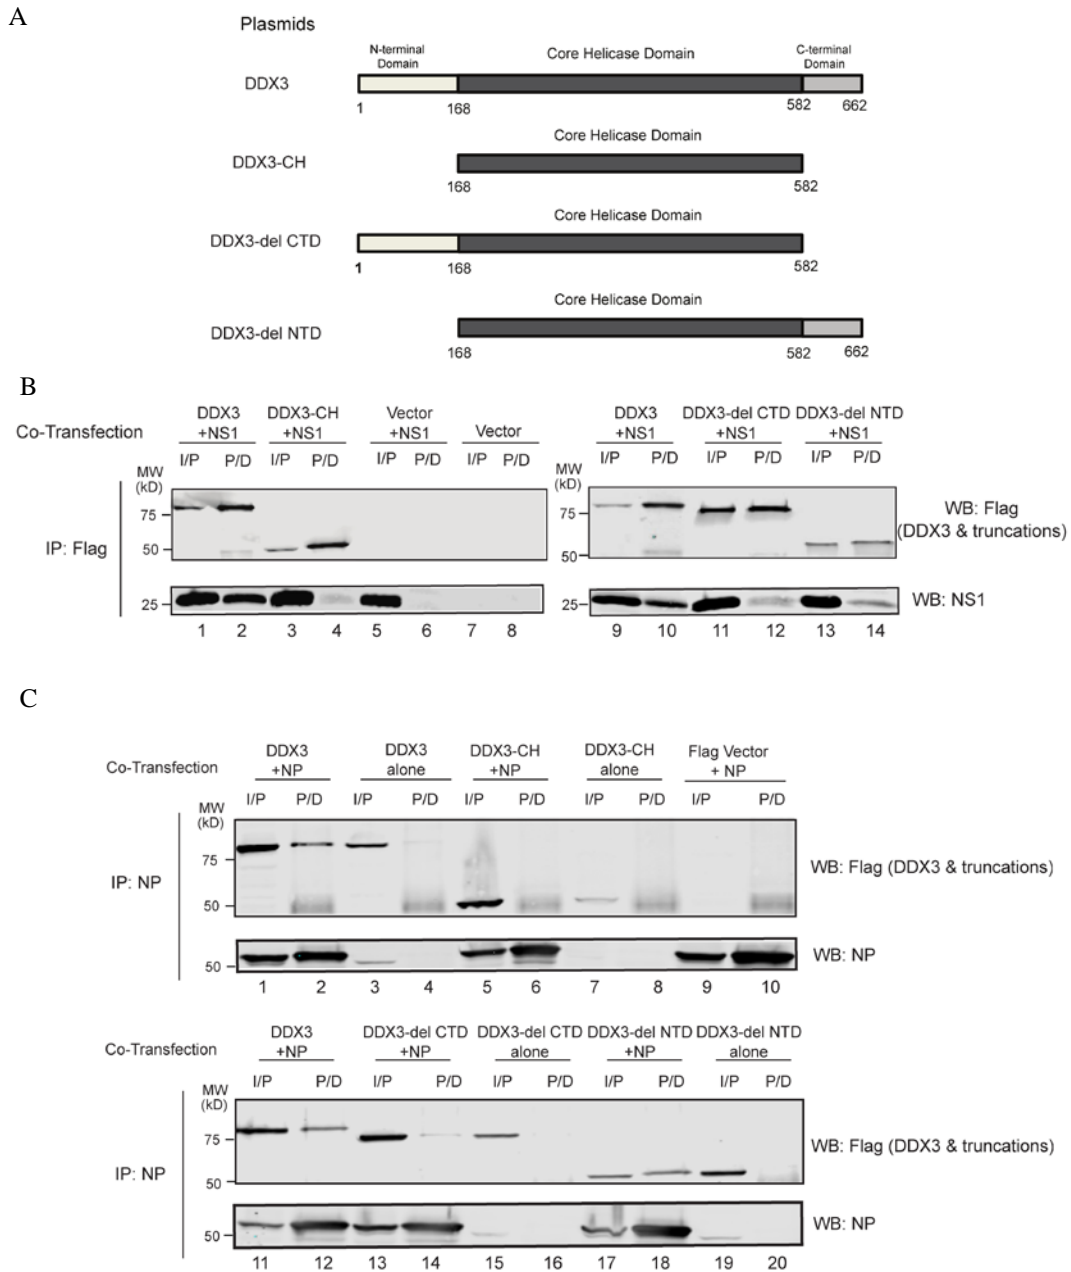 A
Plasmids
N-terminal Domain
Core Helicase Domain
C-terminal Domain
DDX3
1 168 582 662
Core Helicase Domain
DDX3-CH
168 582
Core Helicase Domain
DDX3-del CTD
1 168 582
Core Helicase Domain
DDX3-del NTD
168 582 662
B
Co-Transfection
DDX3 +NS1
DDX3-CH +NS1
Vector +NS1
Vector
DDX3 +NS1
DDX3-del CTD +NS1
DDX3-del NTD +NS1
I/P P/D I/P P/D I/P P/D I/P P/D
I/P P/D I/P P/D I/P P/D
MW (kD)
MW (kD)
IP: Flag
75
50
25
75
50
25
WB: Flag
(DDX3 & truncations)
WB: NS1
1 2 3 4 5 6 7 8 9 10 11 12 13 14
C
Co-Transfection
DDX3 +NP
DDX3 alone
DDX3-CH +NP
DDX3-CH alone
Flag Vector + NP
I/P P/D I/P P/D I/P P/D I/P P/D I/P P/D
MW (kD)
75
50
IP: NP
WB: Flag (DDX3 & truncations)
50
WB: NP
1 2 3 4 5 6 7 8 9 10
Co-Transfection
DDX3 +NP
DDX3-del CTD +NP
DDX3-del CTD alone
DDX3-del NTD +NP
DDX3-del NTD alone
I/P P/D I/P P/D I/P P/D I/P P/D I/P P/D
MW (kD)
75
50
IP: NP
WB: Flag (DDX3 & truncations)
50
WB: NP
11 12 13 14 15 16 17 18 19 20